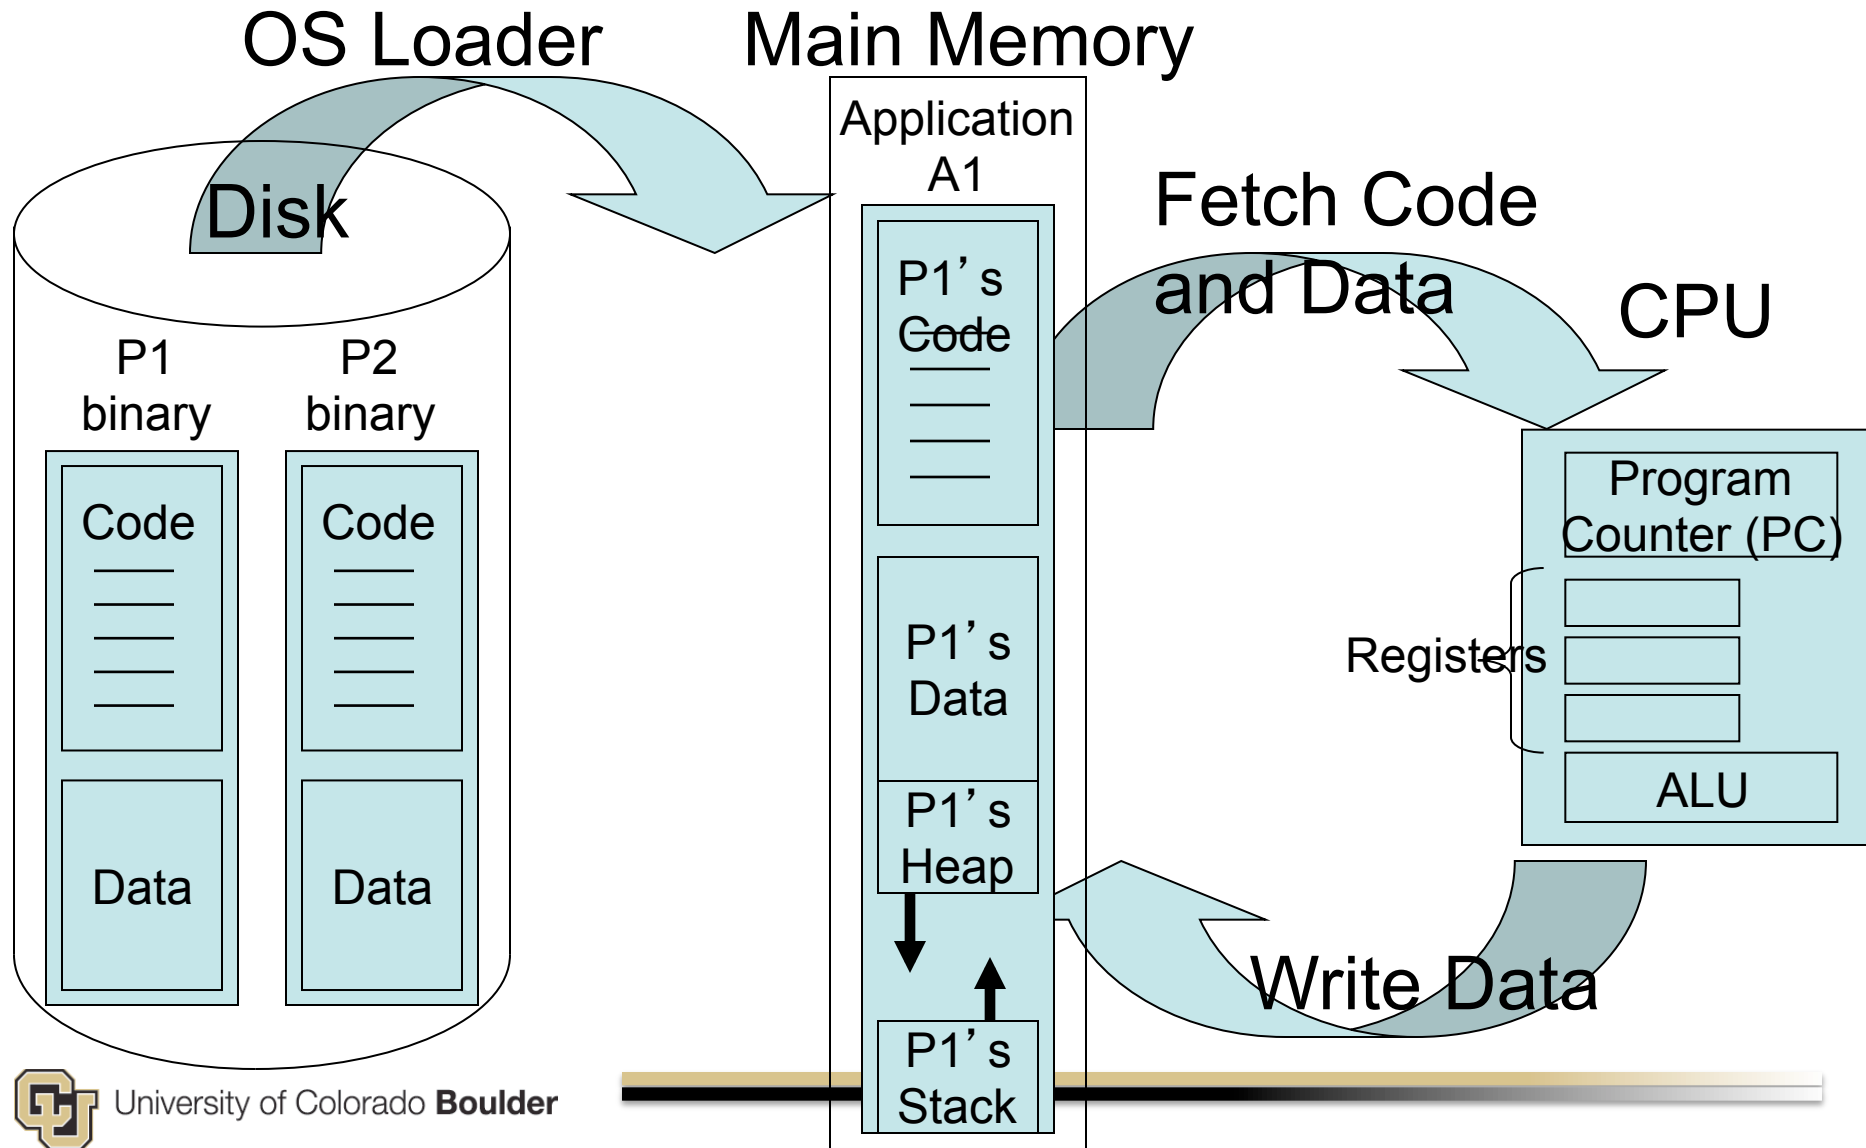 OS Loader
Main Memory
Disk
P1
binary
Code
Data
P2
binary
Code
Data
Application
A1
P1’s
Code
P1’s
Data
P1’s
Heap
P1’s
Stack
Fetch Code
and Data
CPU
Program
Counter (PC)
Registers
ALU
Write Data
University of Colorado Boulder